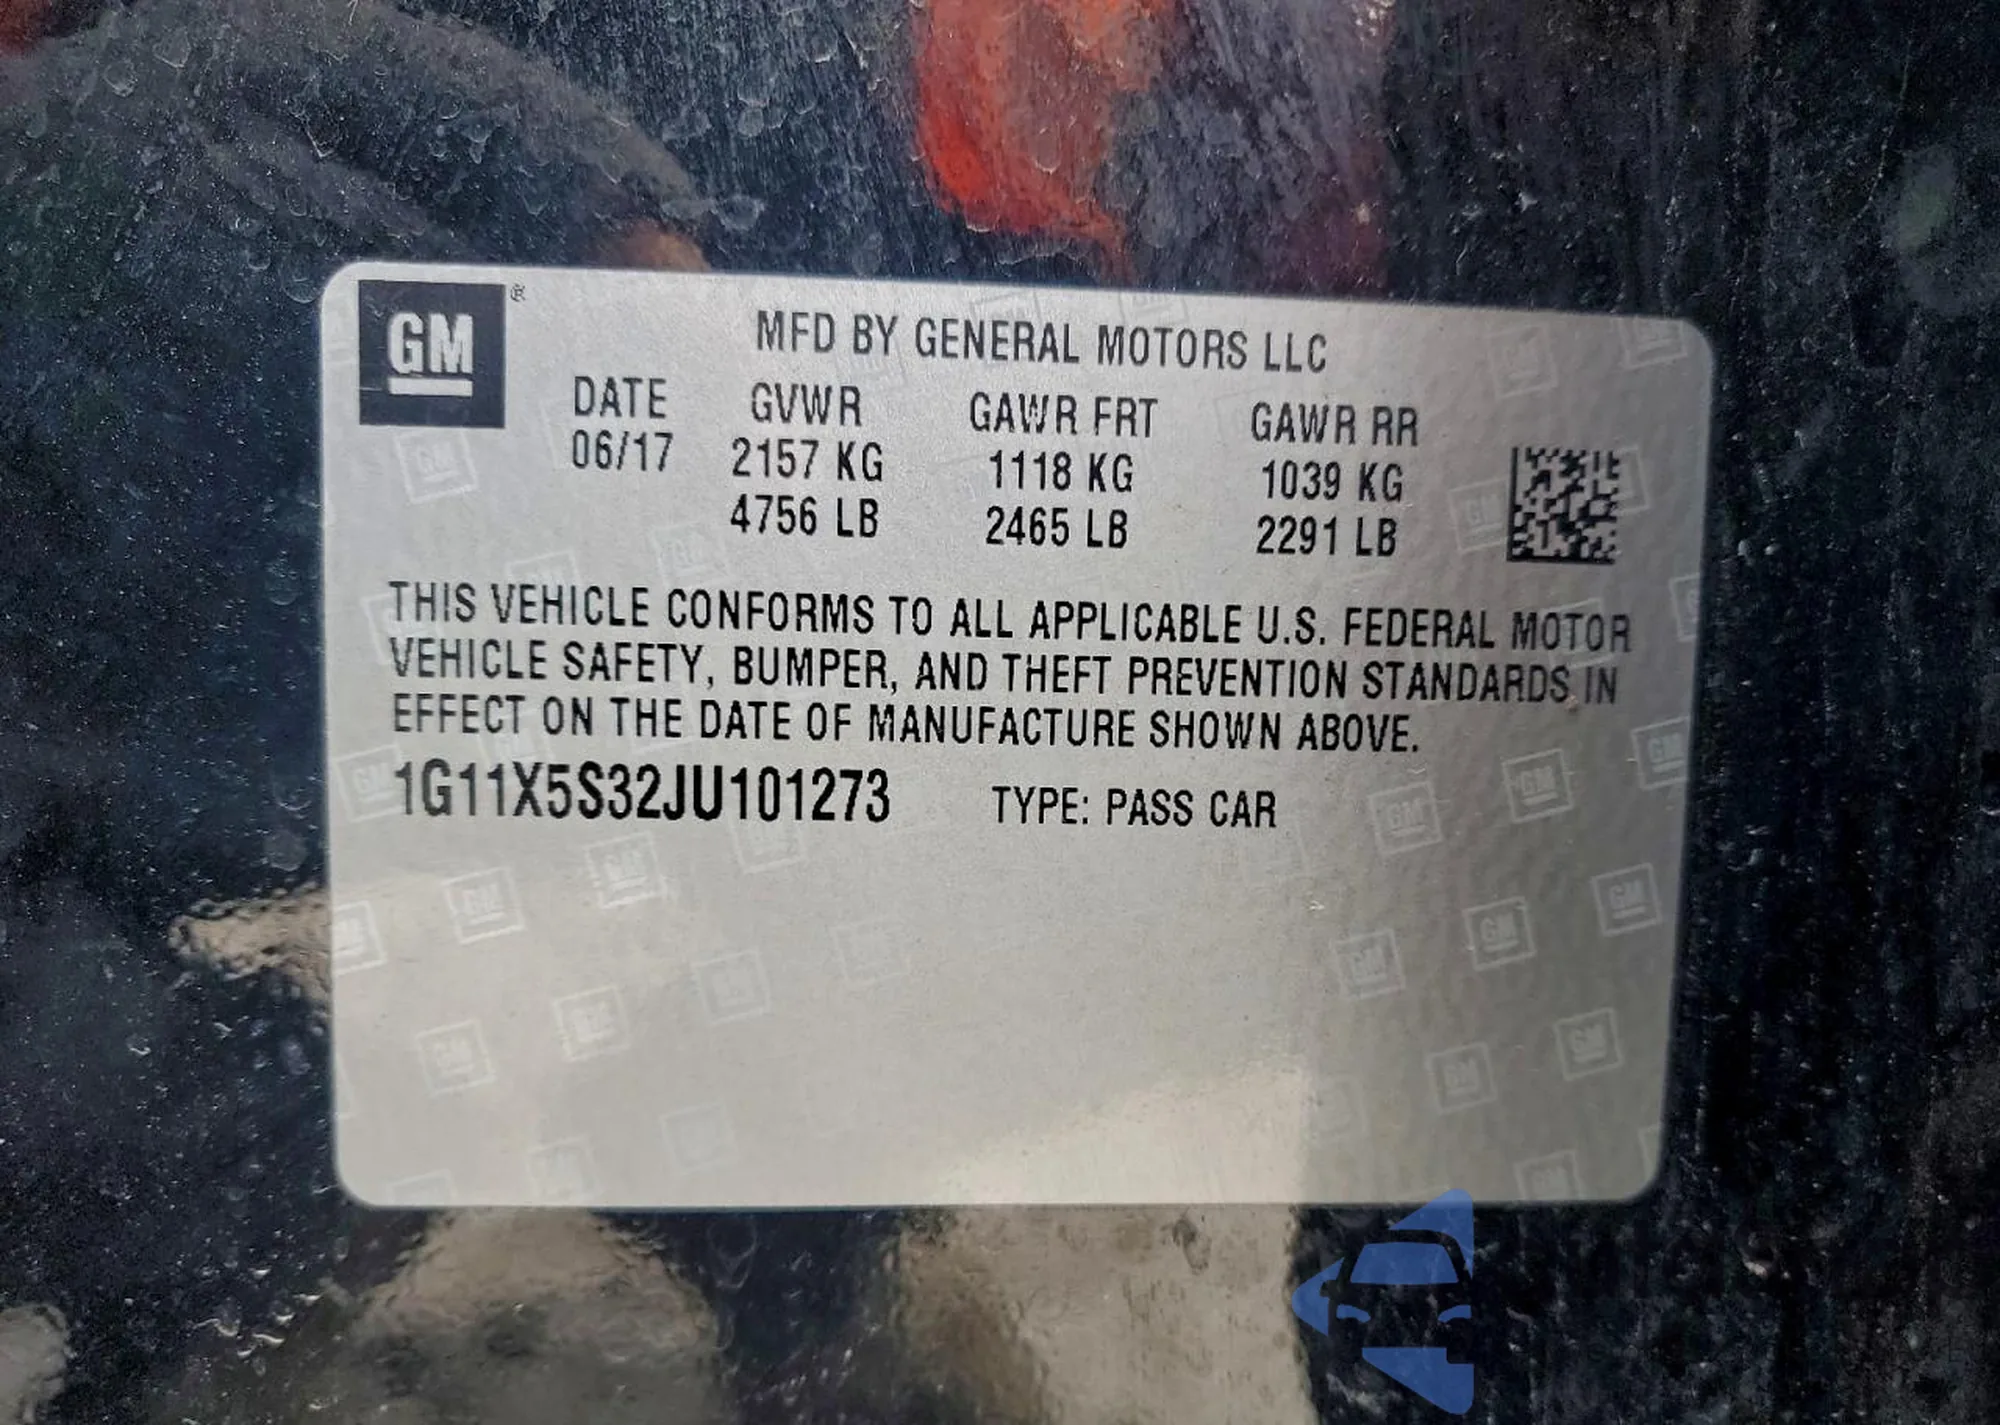 GM®
MFD BY GENERAL MOTORS LLC
DATE GVWR GAWR FRT GAWR RR
06/17 2157 KG 1118 KG 1039 KG
4756 LB 2465 LB 2291 LB
THIS VEHICLE CONFORMS TO ALL APPLICABLE U.S. FEDERAL MOTOR
VEHICLE SAFETY, BUMPER, AND THEFT PREVENTION STANDARDS IN
EFFECT ON THE DATE OF MANUFACTURE SHOWN ABOVE.
1G11X5S32JU101273 TYPE: PASS CAR